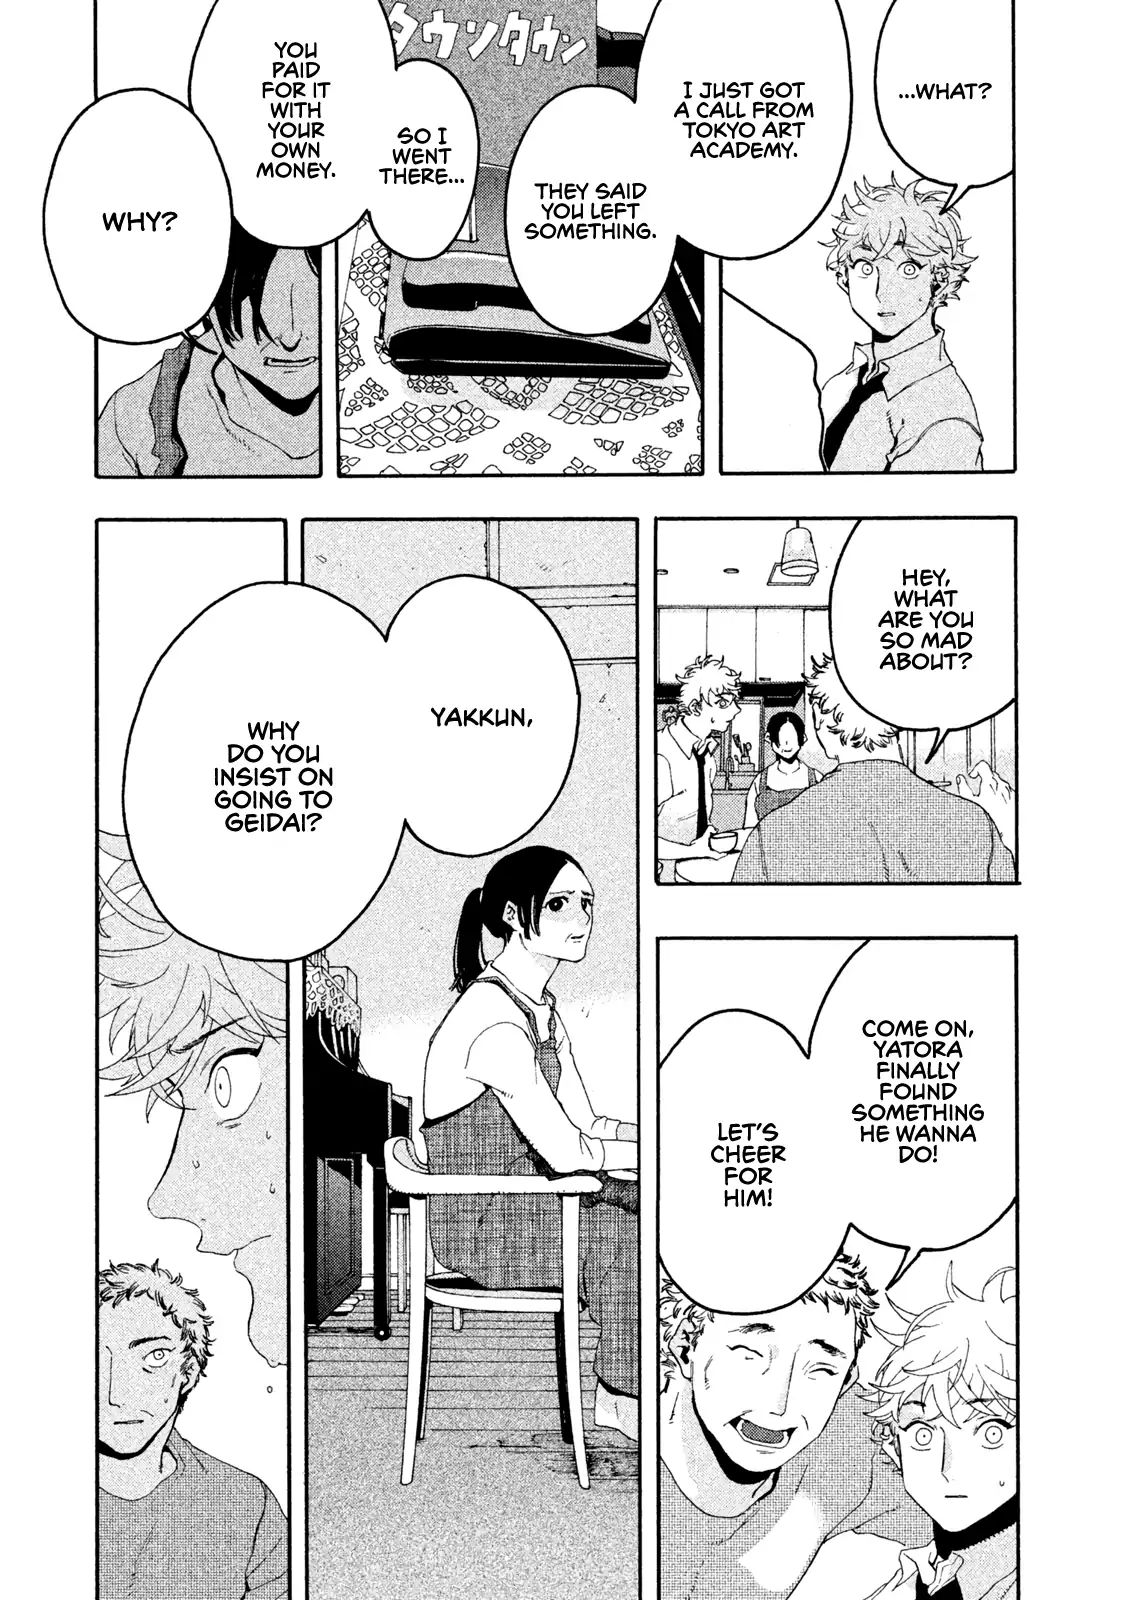 ...WHAT?
I JUST GOT
A CALL FROM
TOKYO ART
ACADEMY.
THEY SAID
YOU LEFT
SOMETHING.
タウンタウン
SO I
WENT
THERE...
YOU
PAID
FOR IT
WITH
YOUR
OWN
MONEY.
WHY?
HEY,
WHAT
ARE YOU
SO MAD
ABOUT?
COME ON,
YATORA
FINALLY
FOUND
SOMETHING
HE WANNA
DO!
LET'S
CHEER
FOR
HIM!
YAKKUN,
WHY
DO YOU
INSIST ON
GOING TO
GEIDAI?